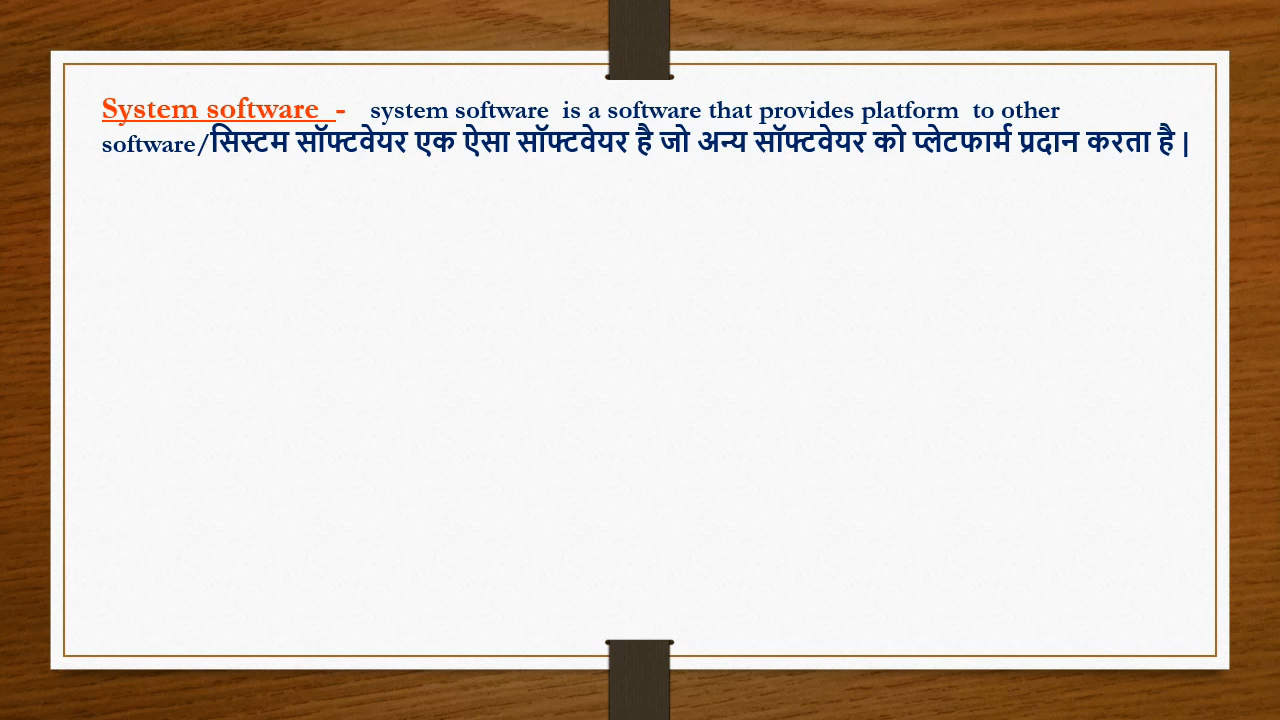 System software - system software is a software that provides platform to other
software/सिस्टम सॉफ्टवेयर एक ऐसा सॉफ्टवेयर है जो अन्य सॉफ्टवेयर को प्लेटफार्म प्रदान करता है |